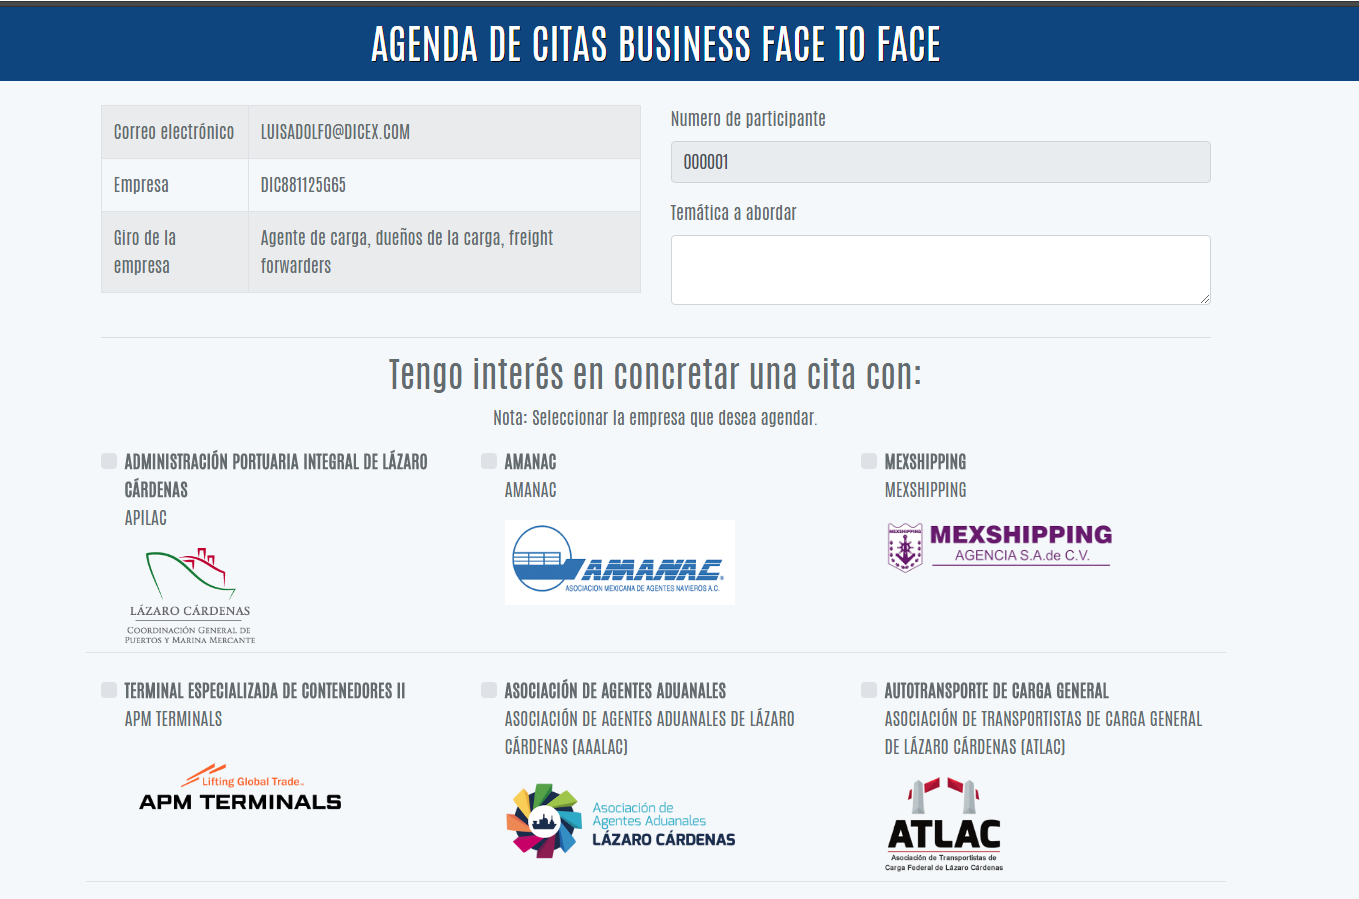 AGENDA DE CITAS BUSINESS FACE TO FACE
Correo electrónico LUISADOLFO@DICEX.COM
Empresa DIC881125G65
Giro de la empresa
Agente de carga, dueños de la carga, freight
forwarders
Numero de participante
000001
Temática a abordar
Tengo interés en concretar una cita con:
Nota: Seleccionar la empresa que desea agendar.
ADMINISTRACIÓN PORTUARIA INTEGRAL DE LÁZARO
CÁRDENAS
APILAC
LÁZARO CÁRDENAS
COORDINACIÓN GENERAL DE
PUERTOS Y MARINA MERCANTE
AMANAC
AMANAC
AMANAC
ASOCIACION MEXICANA DE AGENTES NAVIEROS A.C.
MEXSHIPPING
MEXSHIPPING
MEXSHIPPING
MEXSHIPPING
AGENCIA S.A.de C.V.
TERMINAL ESPECIALIZADA DE CONTENEDORES II
APM TERMINALS
Lifting Global Trade.
APM TERMINALS
ASOCIACIÓN DE AGENTES ADUANALES
ASOCIACIÓN DE AGENTES ADUANALES DE LÁZARO
CÁRDENAS (AAALAC)
Asociación de
Agentes Aduanales
LÁZARO CÁRDENAS
AUTOTRANSPORTE DE CARGA GENERAL
ASOCIACIÓN DE TRANSPORTISTAS DE CARGA GENERAL
DE LÁZARO CÁRDENAS (ATLAC)
ATLAC
Asociación de Transportistas de
Carga Federal de Lázaro Cárdenas